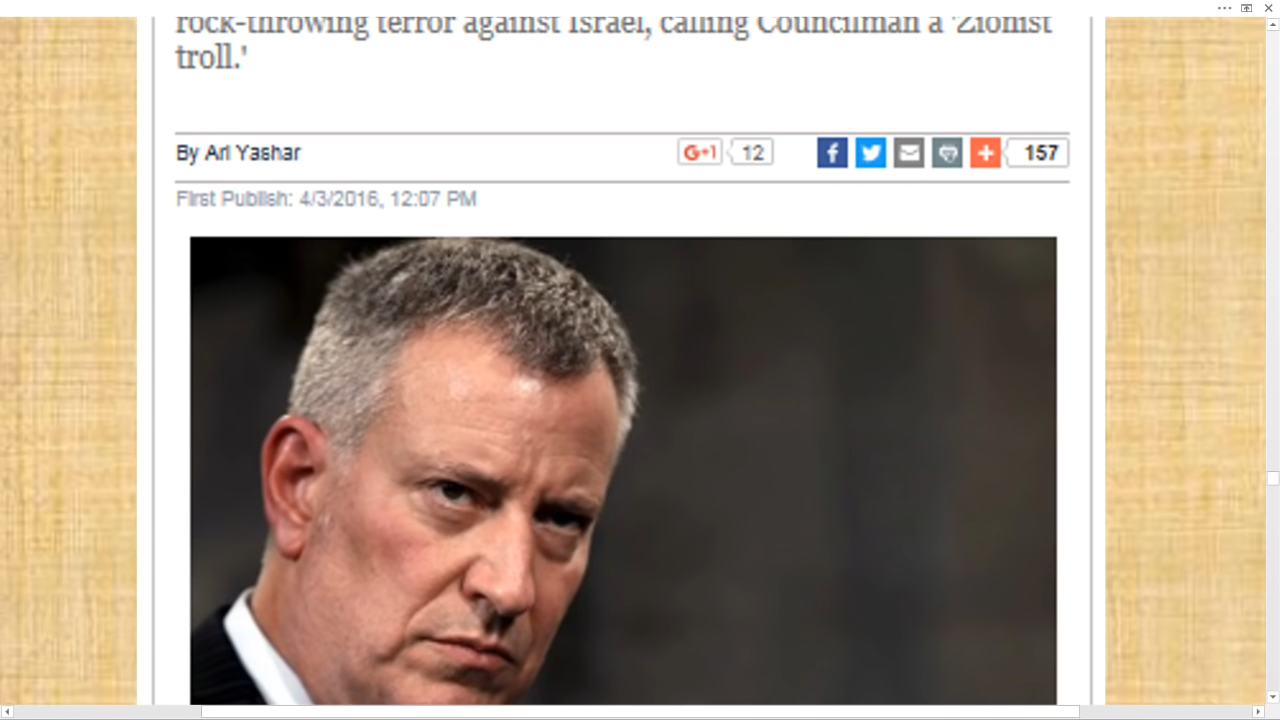 rock-throwing terror against Israel, calling Councilman a 'Zionist
troll.'
By Ari Yashar
G+1 12
157
First Publish: 4/3/2016, 12:07 PM